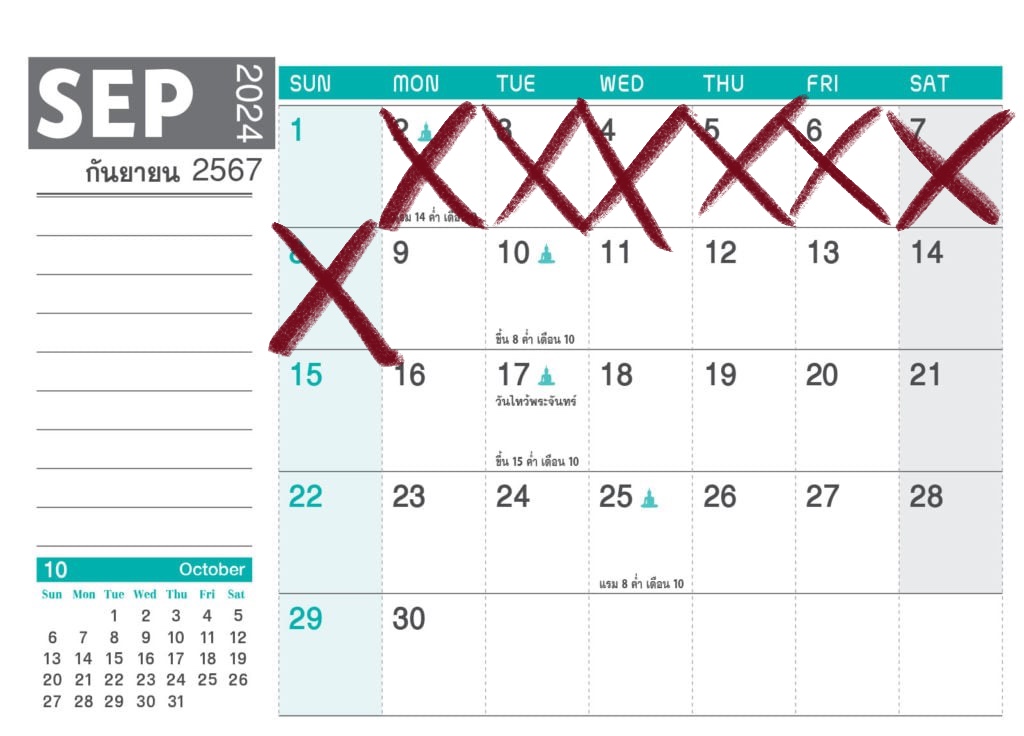 SEP 2024
กันยายน 2567
SUN MON TUE WED THU FRI SAT
1 2 3 4 5 6 7
14 ค่ำ
8 9 10 11 12 13 14
ขึ้น 8 ค่ำ เดือน 10
15 16 17 18 19 20 21
วันไหว้พระจันทร์
ขึ้น 15 ค่ำ เดือน 10
22 23 24 25 26 27 28
แรม 8 ค่ำ เดือน 10
29 30
10 October
Sun Mon Tue Wed Thu Fri Sat
1 2 3 4 5
6 7 8 9 10 11 12
13 14 15 16 17 18 19
20 21 22 23 24 25 26
27 28 29 30 31